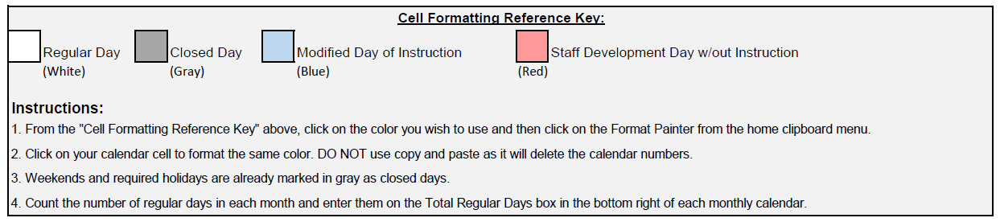 Cell Formatting Reference Key:
Regular Day Closed Day Modified Day of Instruction Staff Development Day w/out Instruction
(White) (Gray) (Blue) (Red)
Instructions:
1. From the "Cell Formatting Reference Key" above, click on the color you wish to use and then click on the Format Painter from the home clipboard menu.
2. Click on your calendar cell to format the same color. DO NOT use copy and paste as it will delete the calendar numbers.
3. Weekends and required holidays are already marked in gray as closed days.
4. Count the number of regular days in each month and enter them on the Total Regular Days box in the bottom right of each monthly calendar.